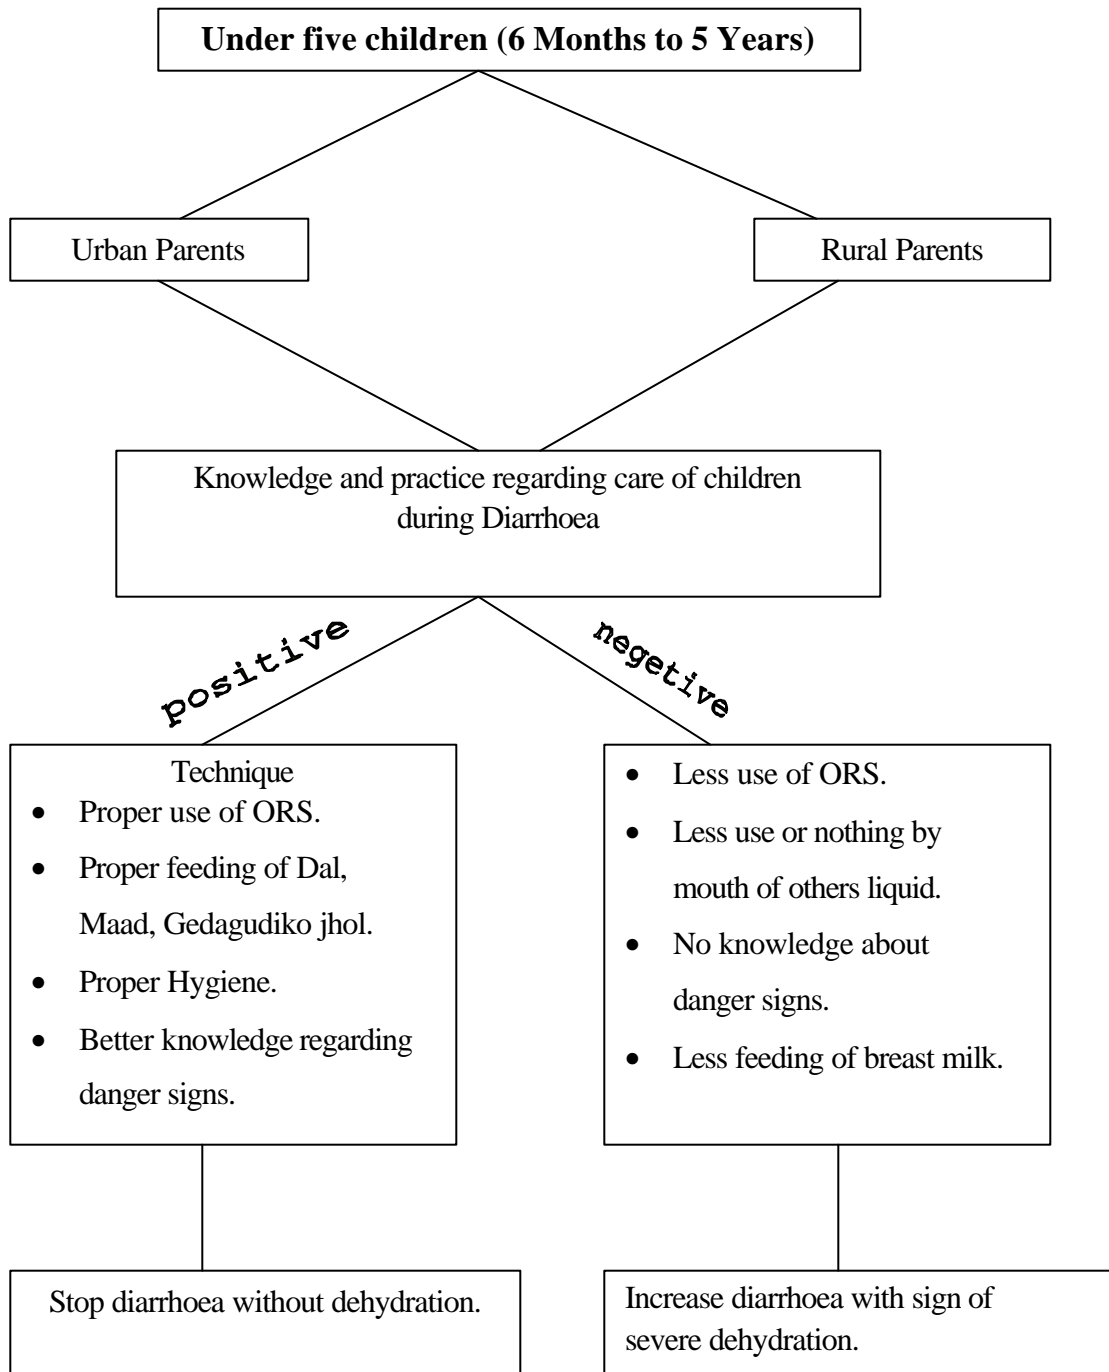 Under five children (6 Months to 5 Years)
Urban Parents
Rural Parents
Knowledge and practice regarding care of children
during Diarrhoea
positive
negetive
Technique
• Proper use of ORS.
• Proper feeding of Dal,
Maad, Gedagudiko jhol.
• Proper Hygiene.
• Better knowledge regarding
danger signs.
• Less use of ORS.
• Less use or nothing by
mouth of others liquid.
• No knowledge about
danger signs.
• Less feeding of breast milk.
Stop diarrhoea without dehydration.
Increase diarrhoea with sign of
severe dehydration.